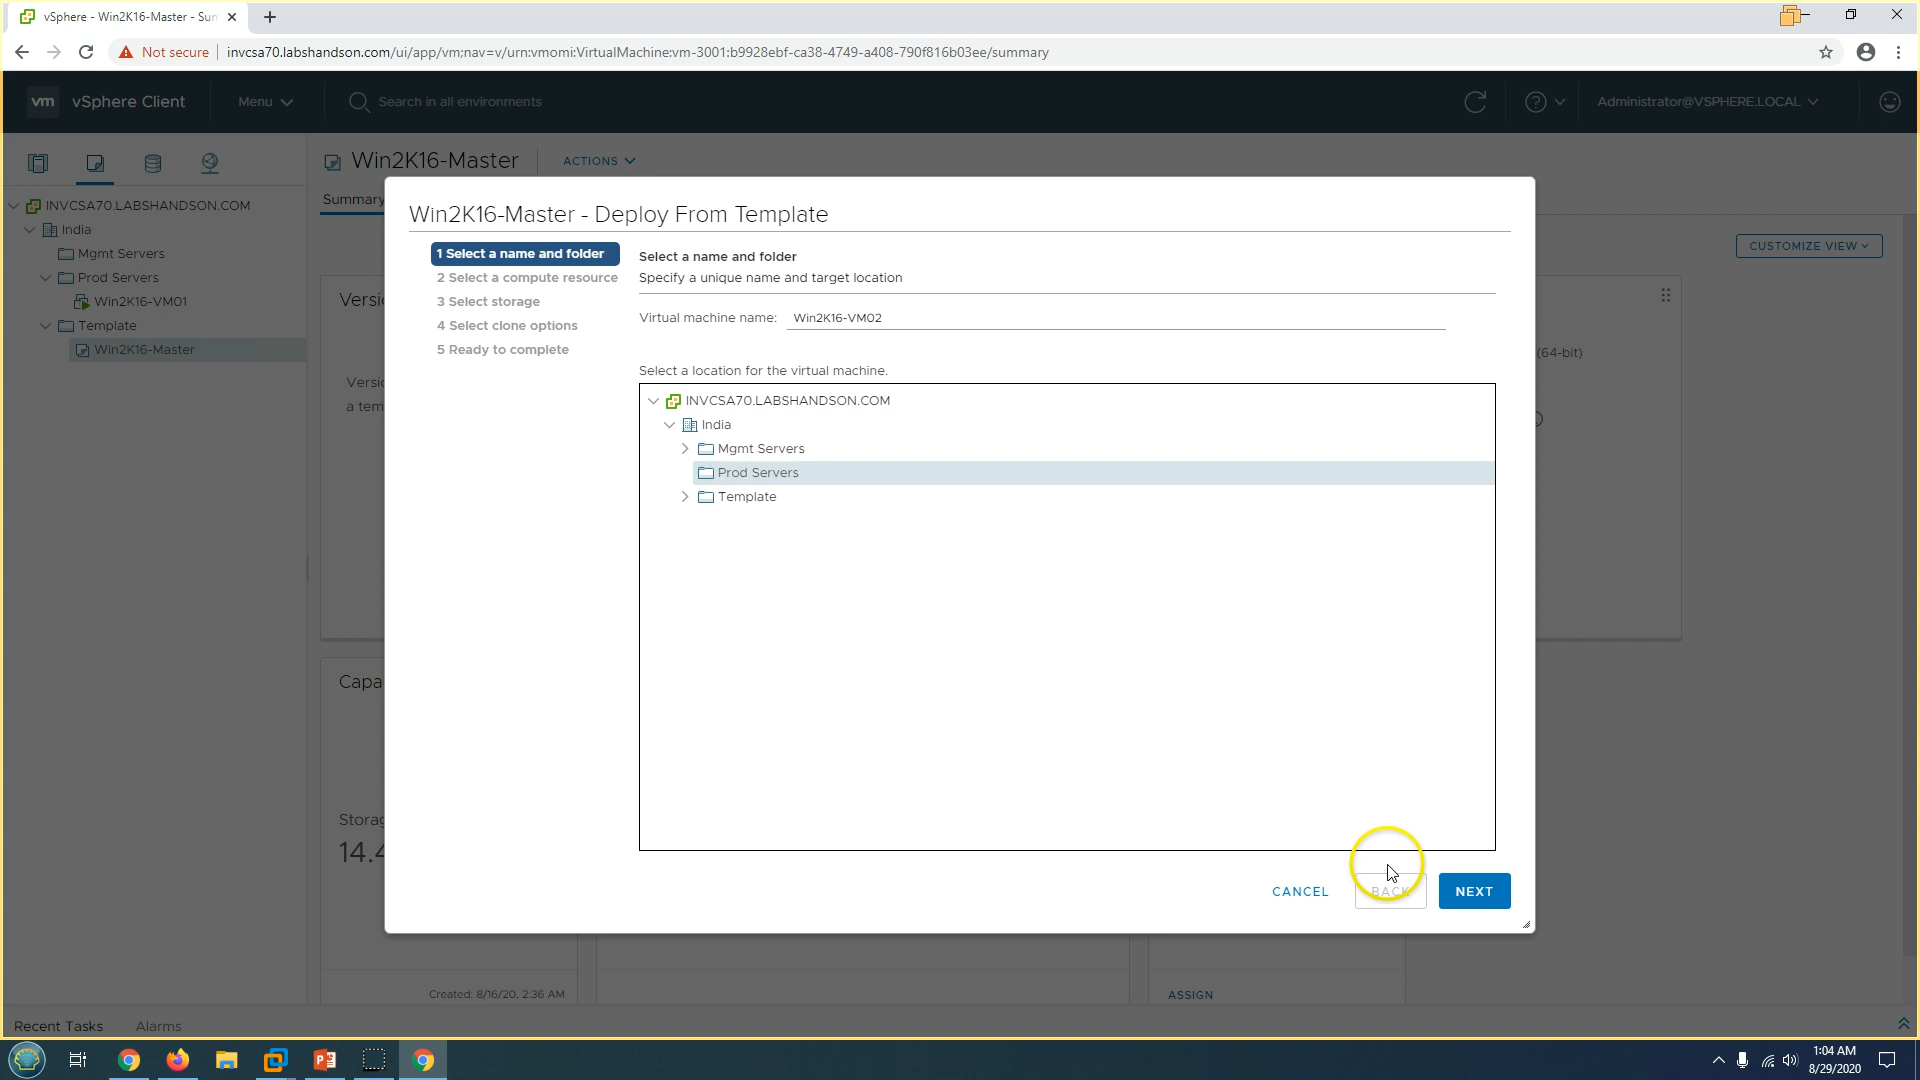 vSphere - Win2K16-Master - Sum
Not secure
invcsa70.labshandson.com/ui/app/vm;nav=v/urn:vmomi:VirtualMachine:vm-3001:b9928ebf-ca38-4749-a408-790f816b03ee/summary
vm
vSphere Client
Menu
Search in all environments
Administrator@VSPHERE.LOCAL
Win2K16-Master
ACTIONS
Summary
CUSTOMIZE VIEW
INVCSA70.LABSHANDSON.COM
India
Mgmt Servers
Prod Servers
Win2K16-VM01
Template
Win2K16-Master
Win2K16-Master - Deploy From Template
1 Select a name and folder
2 Select a compute resource
3 Select storage
4 Select clone options
5 Ready to complete
Select a name and folder
Specify a unique name and target location
Virtual machine name: Win2K16-VM02
Select a location for the virtual machine.
INVCSA70.LABSHANDSON.COM
India
Mgmt Servers
Prod Servers
Template
CANCEL
BACK
NEXT
Versi
Versic
a tem
(64-bit)
Capa
Storag
14.4
Created: 8/16/20, 2:36 AM
ASSIGN
Recent Tasks
Alarms
1:04 AM
8/29/2020